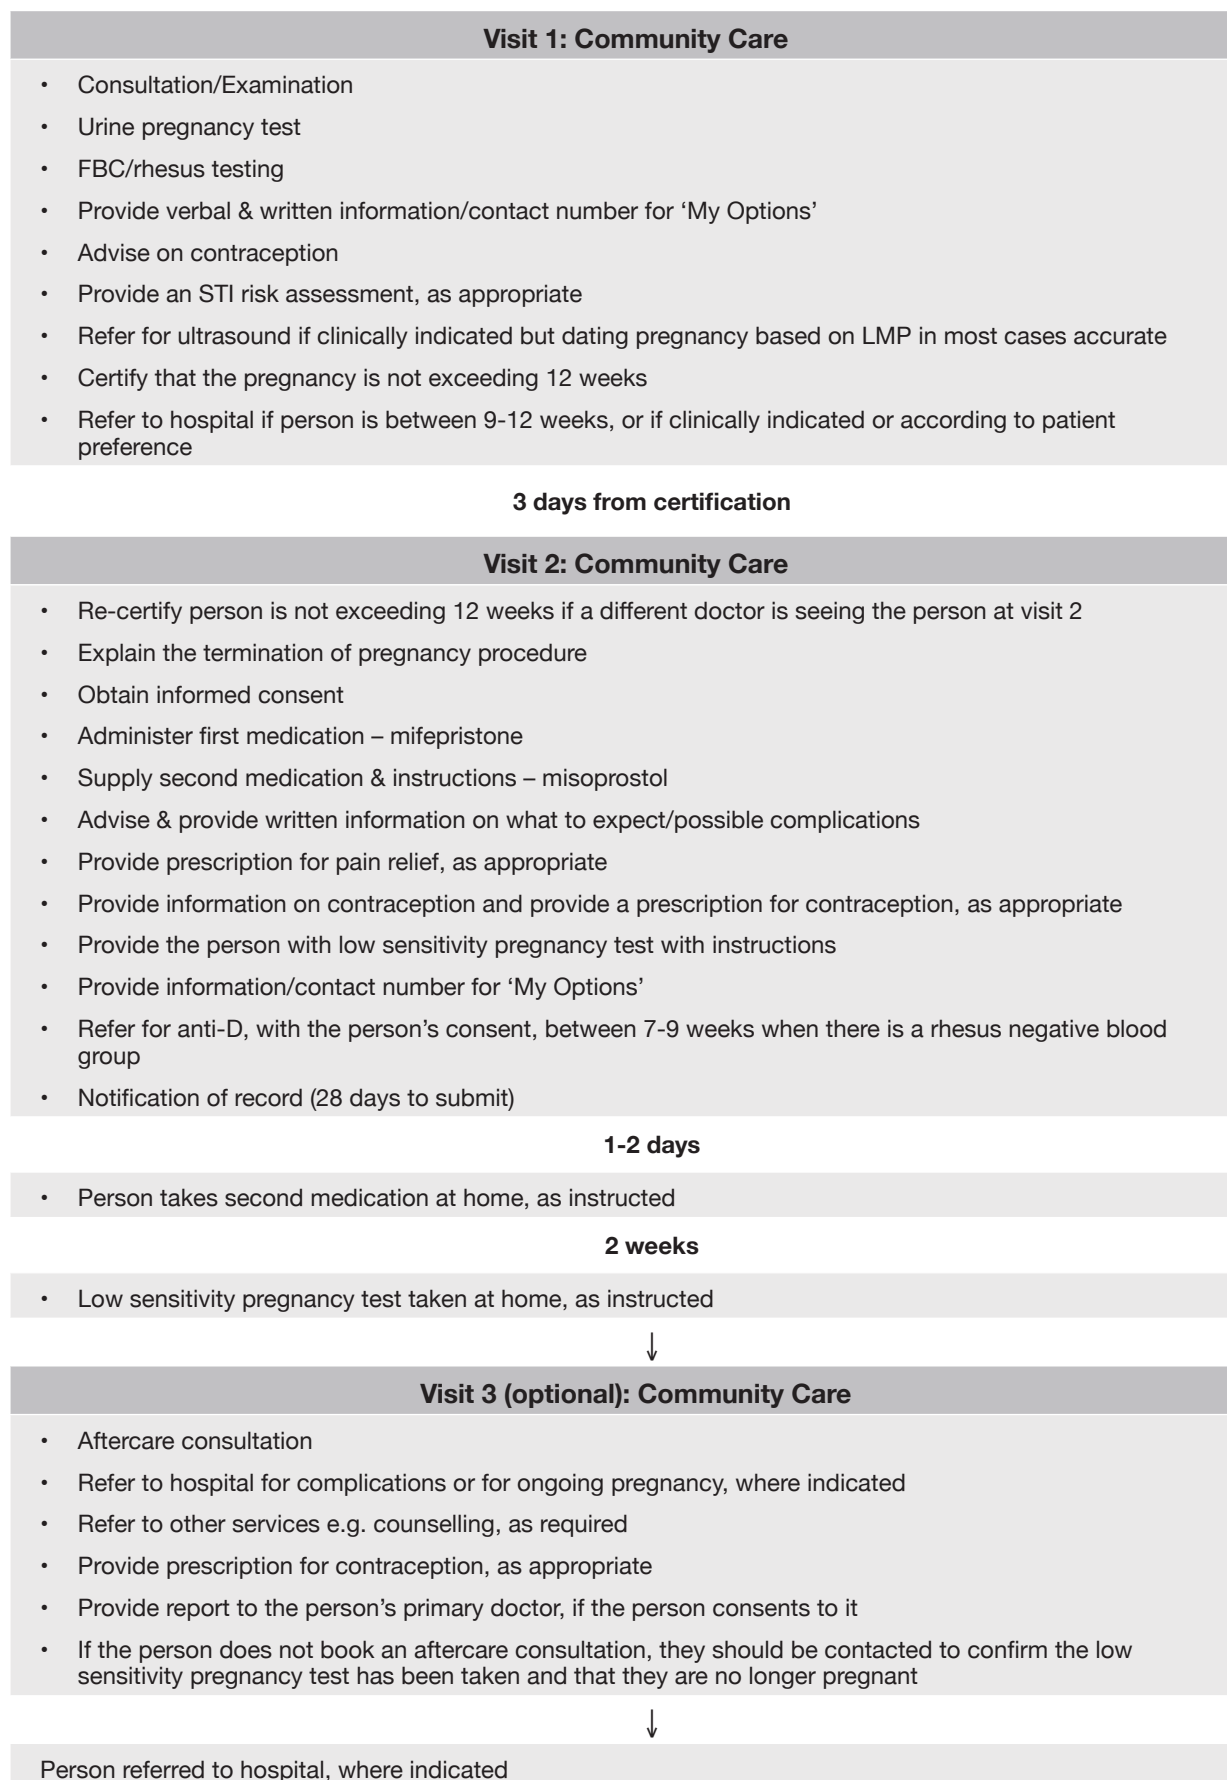 Visit 1: Community Care
• Consultation/Examination
• Urine pregnancy test
• FBC/rhesus testing
• Provide verbal & written information/contact number for ‘My Options’
• Advise on contraception
• Provide an STI risk assessment, as appropriate
• Refer for ultrasound if clinically indicated but dating pregnancy based on LMP in most cases accurate
• Certify that the pregnancy is not exceeding 12 weeks
• Refer to hospital if person is between 9-12 weeks, or if clinically indicated or according to patient
preference
3 days from certification
Visit 2: Community Care
• Re-certify person is not exceeding 12 weeks if a different doctor is seeing the person at visit 2
• Explain the termination of pregnancy procedure
• Obtain informed consent
• Administer first medication – mifepristone
• Supply second medication & instructions – misoprostol
• Advise & provide written information on what to expect/possible complications
• Provide prescription for pain relief, as appropriate
• Provide information on contraception and provide a prescription for contraception, as appropriate
• Provide the person with low sensitivity pregnancy test with instructions
• Provide information/contact number for ‘My Options’
• Refer for anti-D, with the person’s consent, between 7-9 weeks when there is a rhesus negative blood
group
• Notification of record (28 days to submit)
1-2 days
• Person takes second medication at home, as instructed
2 weeks
• Low sensitivity pregnancy test taken at home, as instructed
↓
Visit 3 (optional): Community Care
• Aftercare consultation
• Refer to hospital for complications or for ongoing pregnancy, where indicated
• Refer to other services e.g. counselling, as required
• Provide prescription for contraception, as appropriate
• Provide report to the person’s primary doctor, if the person consents to it
• If the person does not book an aftercare consultation, they should be contacted to confirm the low
sensitivity pregnancy test has been taken and that they are no longer pregnant
↓
Person referred to hospital, where indicated